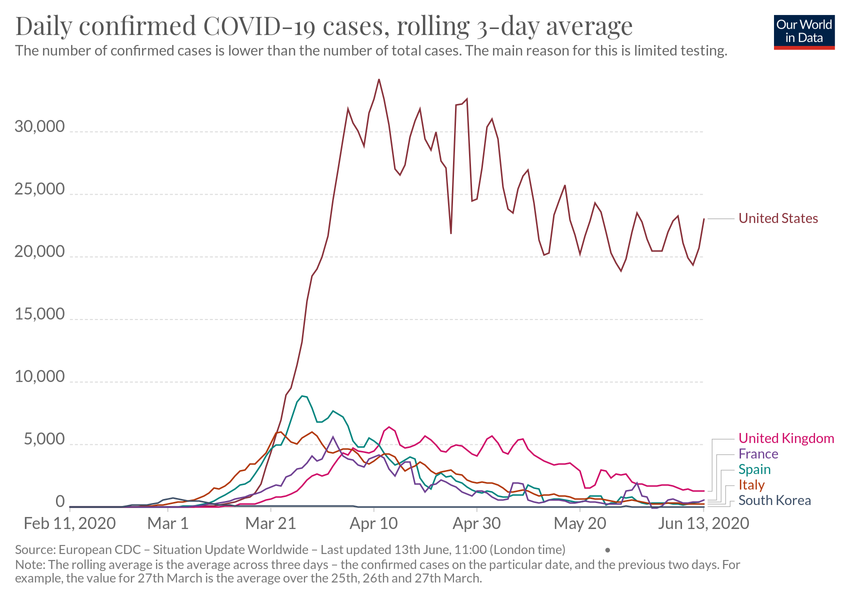 Daily confirmed COVID-19 cases, rolling 3-day average
The number of confirmed cases is lower than the number of total cases. The main reason for this is limited testing.
Our World
in Data
30,000
25,000
20,000
15,000
10,000
5,000
0
Feb 11, 2020
Mar 1
Mar 21
Apr 10
Apr 30
May 20
Jun 13, 2020
United States
United Kingdom
France
Spain
Italy
South Korea
Source: European CDC – Situation Update Worldwide – Last updated 13th June, 11:00 (London time)
Note: The rolling average is the average across three days – the confirmed cases on the particular date, and the previous two days. For
example, the value for 27th March is the average over the 25th, 26th and 27th March.